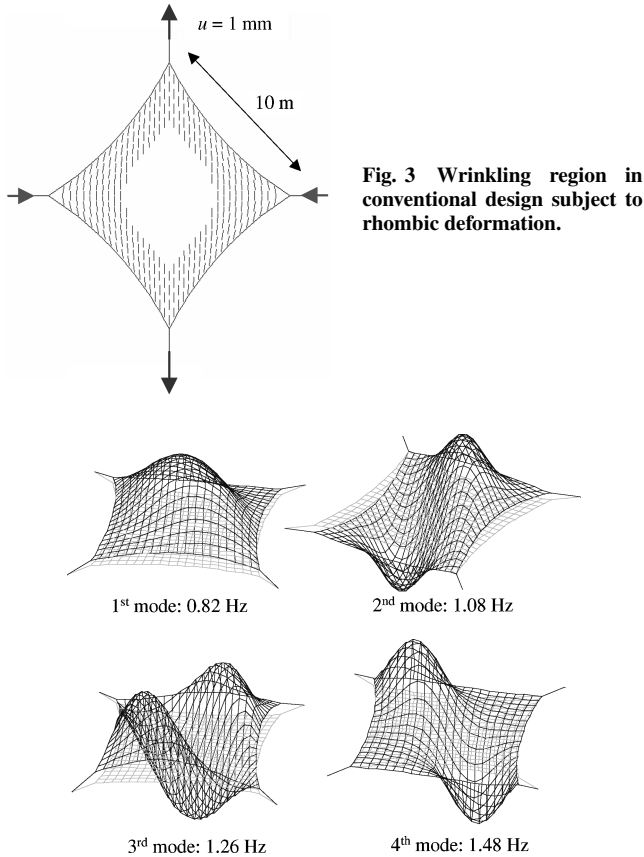 u = 1 mm
10 m
Fig. 3 Wrinkling region in
conventional design subject to
rhombic deformation.
1st mode: 0.82 Hz
2nd mode: 1.08 Hz
3rd mode: 1.26 Hz
4th mode: 1.48 Hz